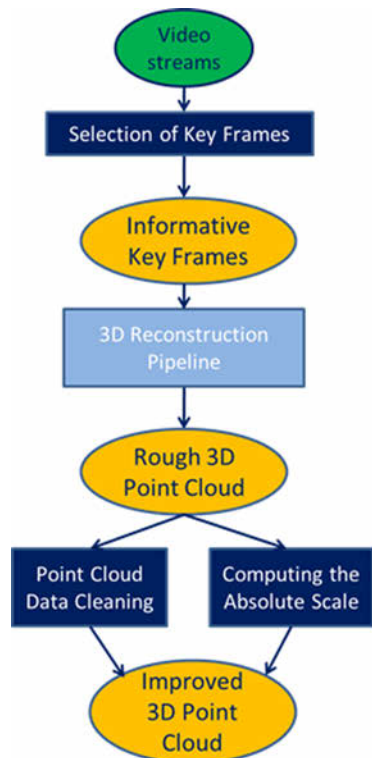 Video
streams
Selection of Key Frames
Informative
Key Frames
3D Reconstruction
Pipeline
Rough 3D
Point Cloud
Point Cloud
Data Cleaning
Computing the
Absolute Scale
Improved
3D Point
Cloud